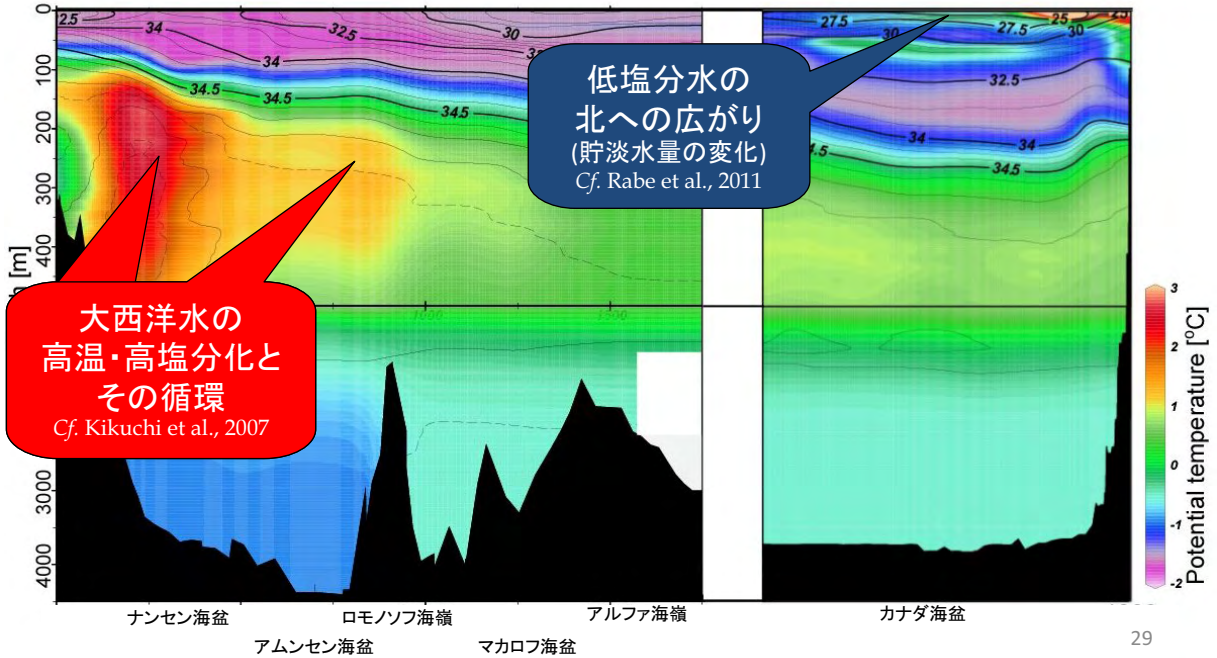 0
100
200
300
400
3000
4000
h [m]
2.5
34
32.5
30
34.5
34.5
34.5
27.5
27.5
25
25
30
30
32.5
34
34
34.5
4.5
低塩分水の
北への広がり
(貯淡水量の変化)
Cf. Rabe et al., 2011
大西洋水の
高温・高塩分化と
その循環
Cf. Kikuchi et al., 2007
1000
1500
3
2
1
0
-1
-2
Potential temperature [°C]
ナンセン海盆
アムンセン海盆
ロモノソフ海嶺
マカロフ海盆
アルファ海嶺
カナダ海盆
29